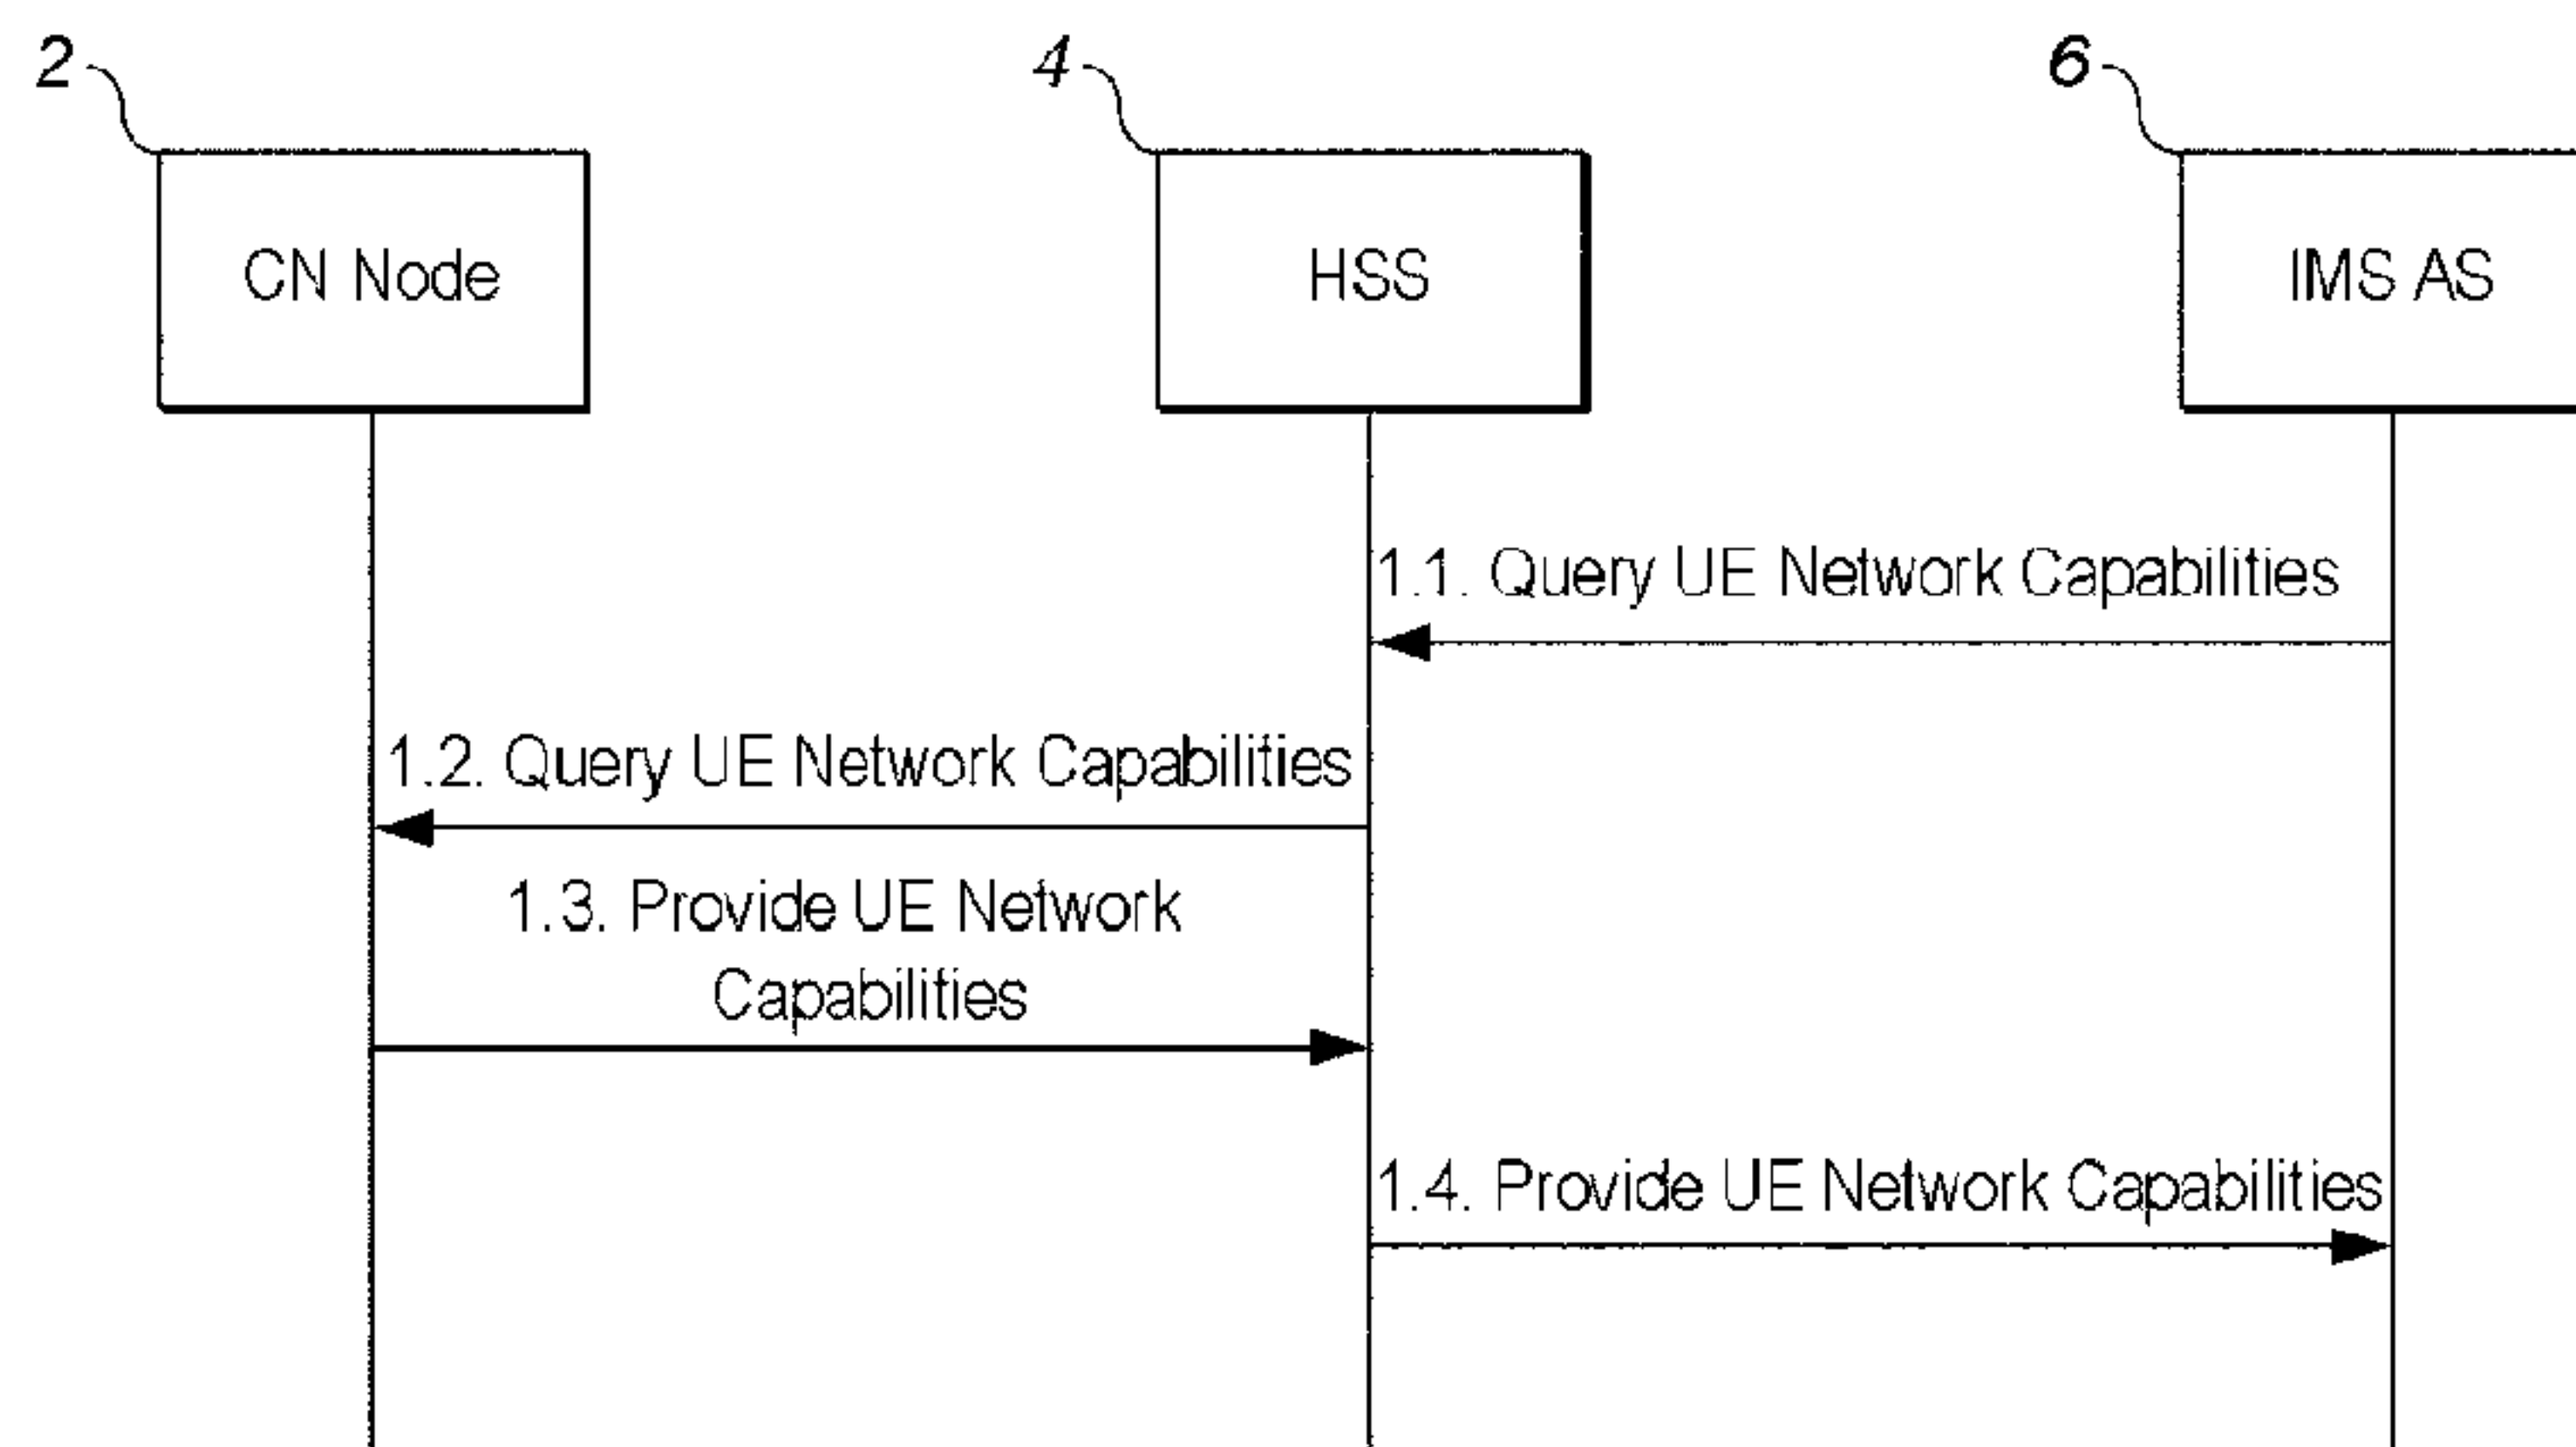 2
4
6
CN Node
HSS
IMS AS
1.1. Query UE Network Capabilities
1.2. Query UE Network Capabilities
1.3. Provide UE Network
Capabilities
1.4. Provide UE Network Capabilities